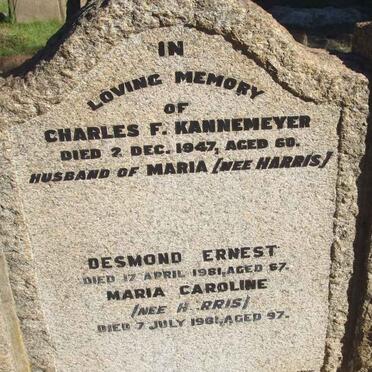 IN
LOVING MEMORY
OF
CHARLES F. KANNEMEYER
DIED 2 DEC. 1947, AGED 60.
HUSBAND OF MARIA (NEE HARRIS)
DESMOND ERNEST
DIED 17 APRIL 1981, AGED 67.
MARIA CAROLINE
(NEE H RRIS)
DIED 7 JULY 1981, AGED 97.